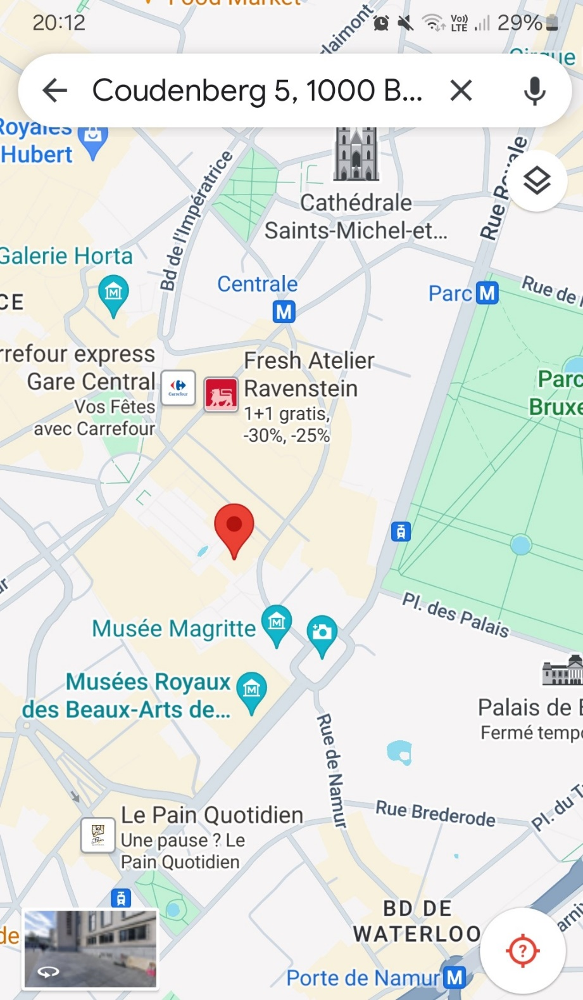 Food Market
20:12
Vo))
LTE
29%
Coudenberg 5, 1000 B...
Royales
Hubert
Bd de l'Impératrice
Cathédrale
Saints-Michel-et...
Rue Royale
Galerie Horta
Centrale
M
Parc M
Rue de
CE
rrefour express
Gare Central
Vos Fêtes
avec Carrefour
Carrefour
Fresh Atelier
Ravenstein
1+1 gratis,
-30%, -25%
Parc
Bruxe
Pl. des Palais
Musée Magritte
Musées Royaux
des Beaux-Arts de...
Palais de
Fermé tempo
Rue de Namur
Rue Brederode
Pl. du T
Le Pain Quotidien
Une pause ? Le
Pain Quotidien
BD DE
WATERLOO
de
?
Porte de Namur M